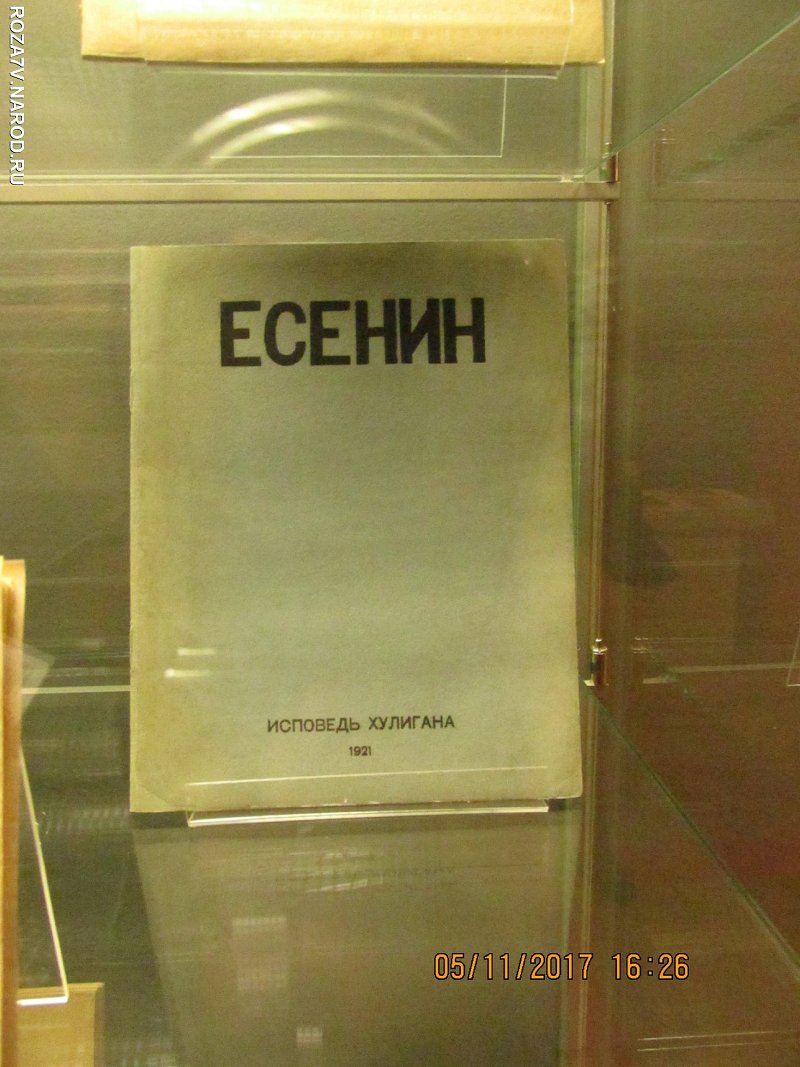 ROZA7V.NAROD.RU
ЕСЕНИН
ИСПОВЕДЬ ХУЛИГАНА
1921
05/11/2017 16:26